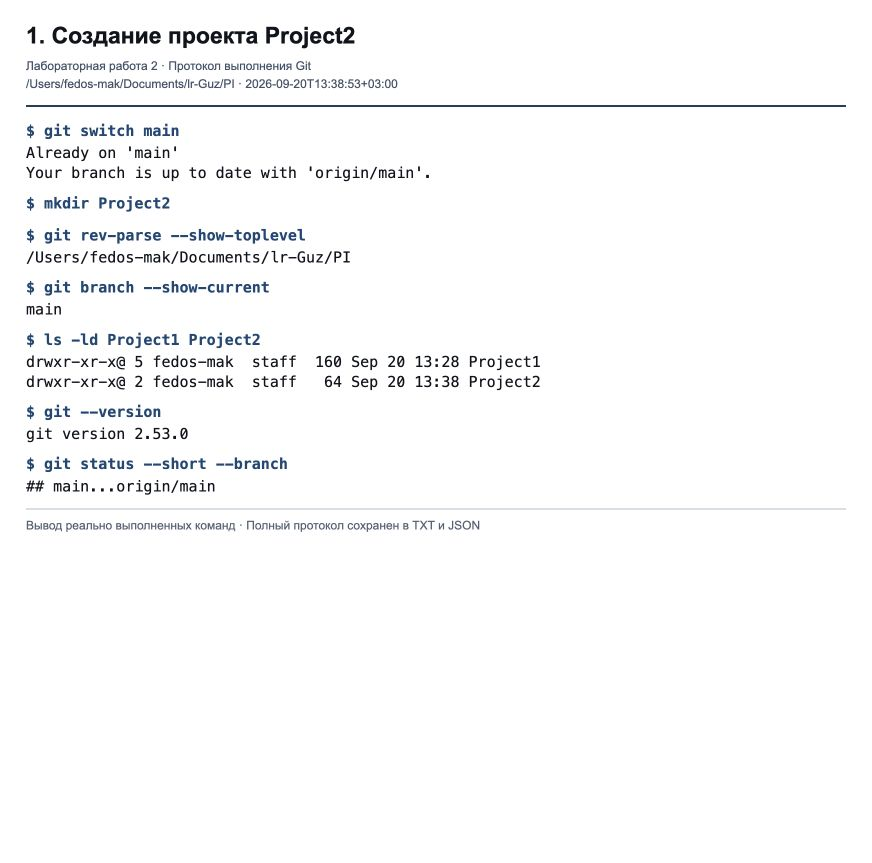 1. Создание проекта Project2
Лабораторная работа 2 · Протокол выполнения Git
/Users/fedos-mak/Documents/lr-Guz/PI · 2026-09-20T13:38:53+03:00
$ git switch main
Already on 'main'
Your branch is up to date with 'origin/main'.
$ mkdir Project2
$ git rev-parse --show-toplevel
/Users/fedos-mak/Documents/lr-Guz/PI
$ git branch --show-current
main
$ ls -ld Project1 Project2
drwxr-xr-x@ 5 fedos-mak  staff  160 Sep 20 13:28 Project1
drwxr-xr-x@ 2 fedos-mak  staff   64 Sep 20 13:38 Project2
$ git --version
git version 2.53.0
$ git status --short --branch
## main...origin/main
Вывод реально выполненных команд · Полный протокол сохранен в TXT и JSON